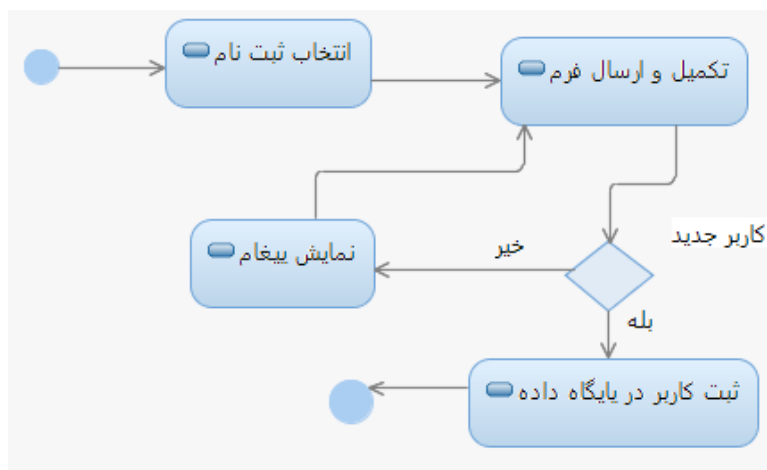 انتخاب ثبت نام
تکمیل و ارسال فرم
کاربر جدید
خیر
نمایش پیغام
بله
ثبت کاربر در پایگاه داده